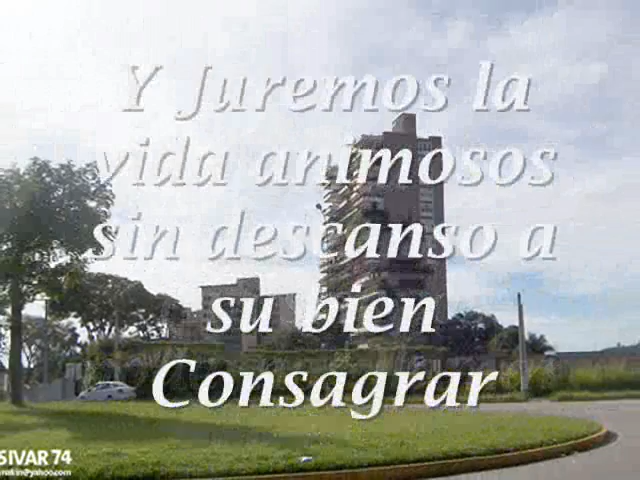 Y Juremos la
vida animosos
sin descanso a
su bien
Consagrar
SIVAR 74